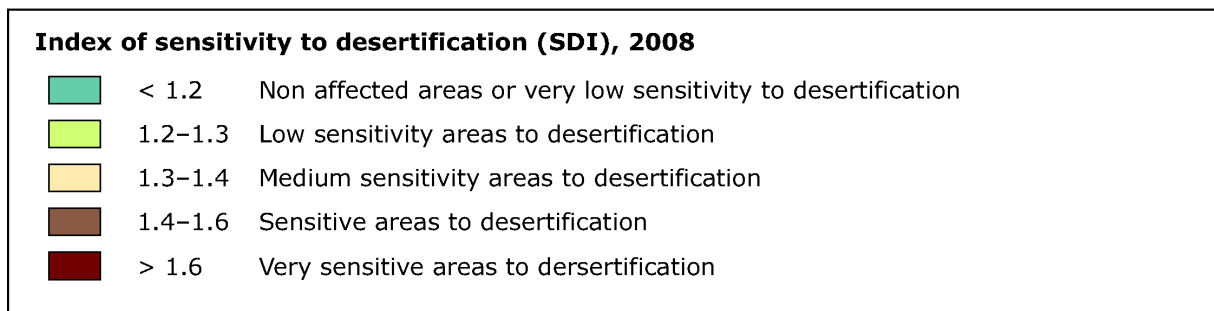 Index of sensitivity to desertification (SDI), 2008
< 1.2 Non affected areas or very low sensitivity to desertification
1.2–1.3 Low sensitivity areas to desertification
1.3–1.4 Medium sensitivity areas to desertification
1.4–1.6 Sensitive areas to desertification
> 1.6 Very sensitive areas to dersertification